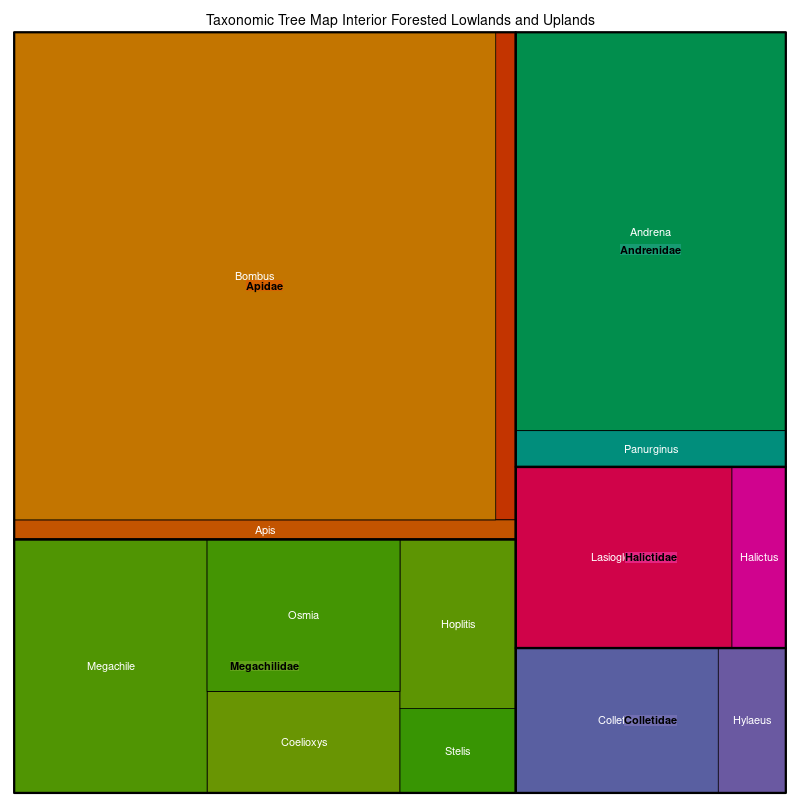 Taxonomic Tree Map Interior Forested Lowlands and Uplands
Bombus
Apidae
Apis
Andrena
Andrenidae
Panurginus
Halictidae
Halictus
Megachile
Osmia
Megachilidae
Coelioxys
Hoplitis
Stelis
Colletidae
Hylaeus